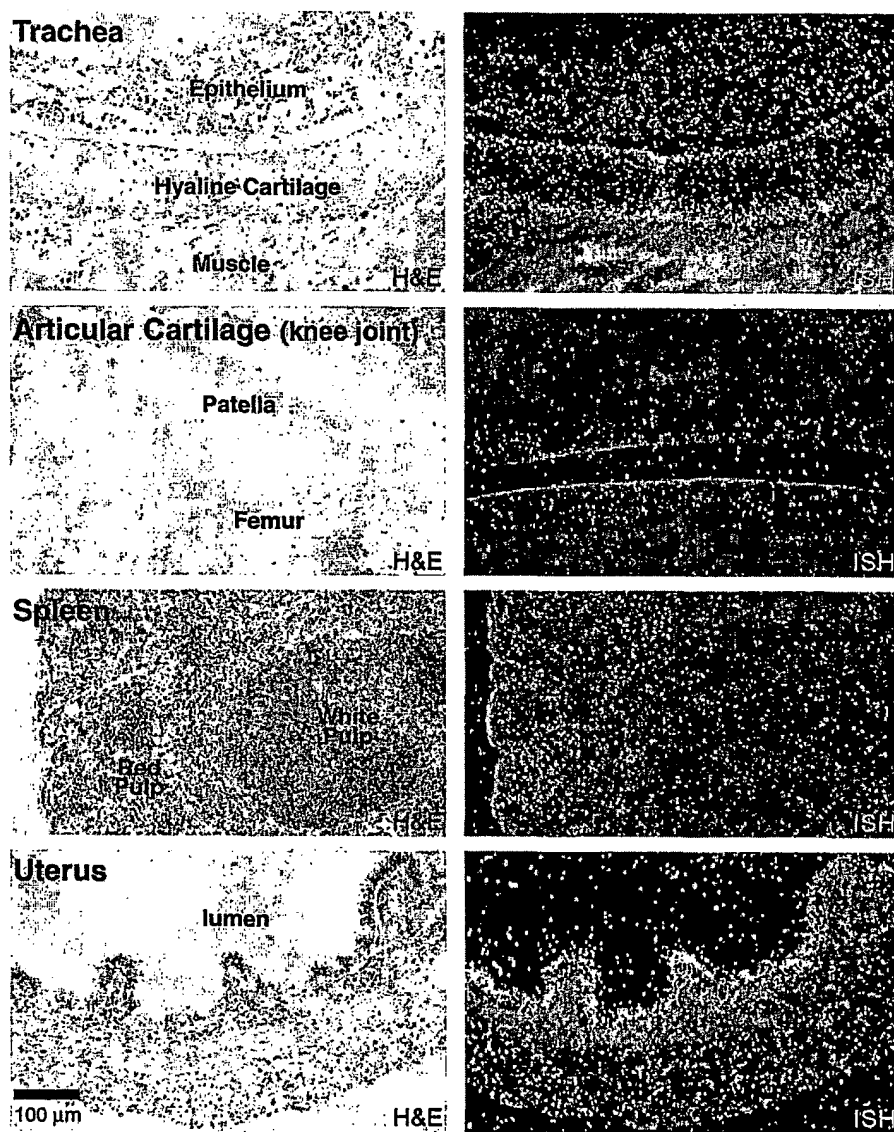 Trachea
Epithelium
Hyaline Cartilage
Muscle
H&E
ISH
Articular Cartilage (knee joint)
Patella
Femur
H&E
ISH
Spleen
White
Pulp
Red
Pulp
H&E
ISH
Uterus
lumen
100 µm
H&E
ISH